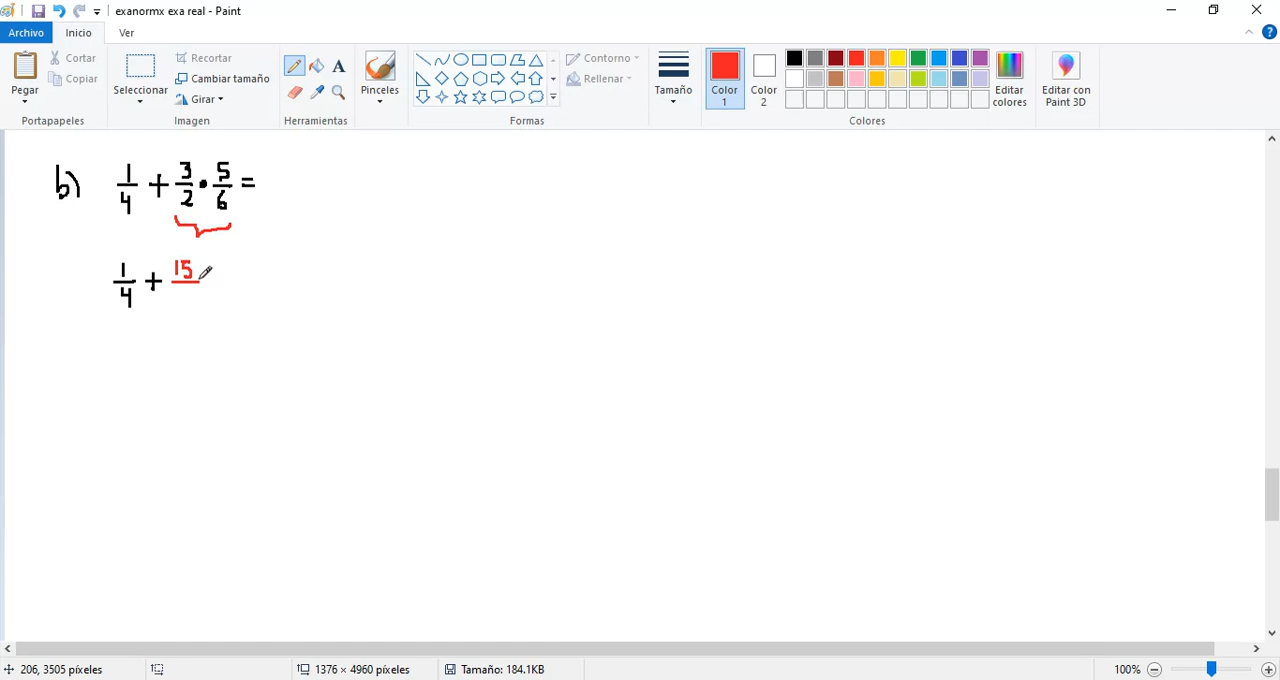 exanormx exa real - Paint
Archivo Inicio Ver
Pegar
Cortar
Copiar
Portapapeles
Seleccionar
Recortar
Cambiar tamaño
Girar
Imagen
A
Herramientas
Pinceles
Contorno
Rellenar
Formas
Tamaño
Color 1
Color 2
Editar colores
Colores
Editar con Paint 3D
b) 1/4 + 3/2 · 5/6 =
1/4 + 15
206, 3505 píxeles
1376 × 4960 píxeles
Tamaño: 184.1KB
100%